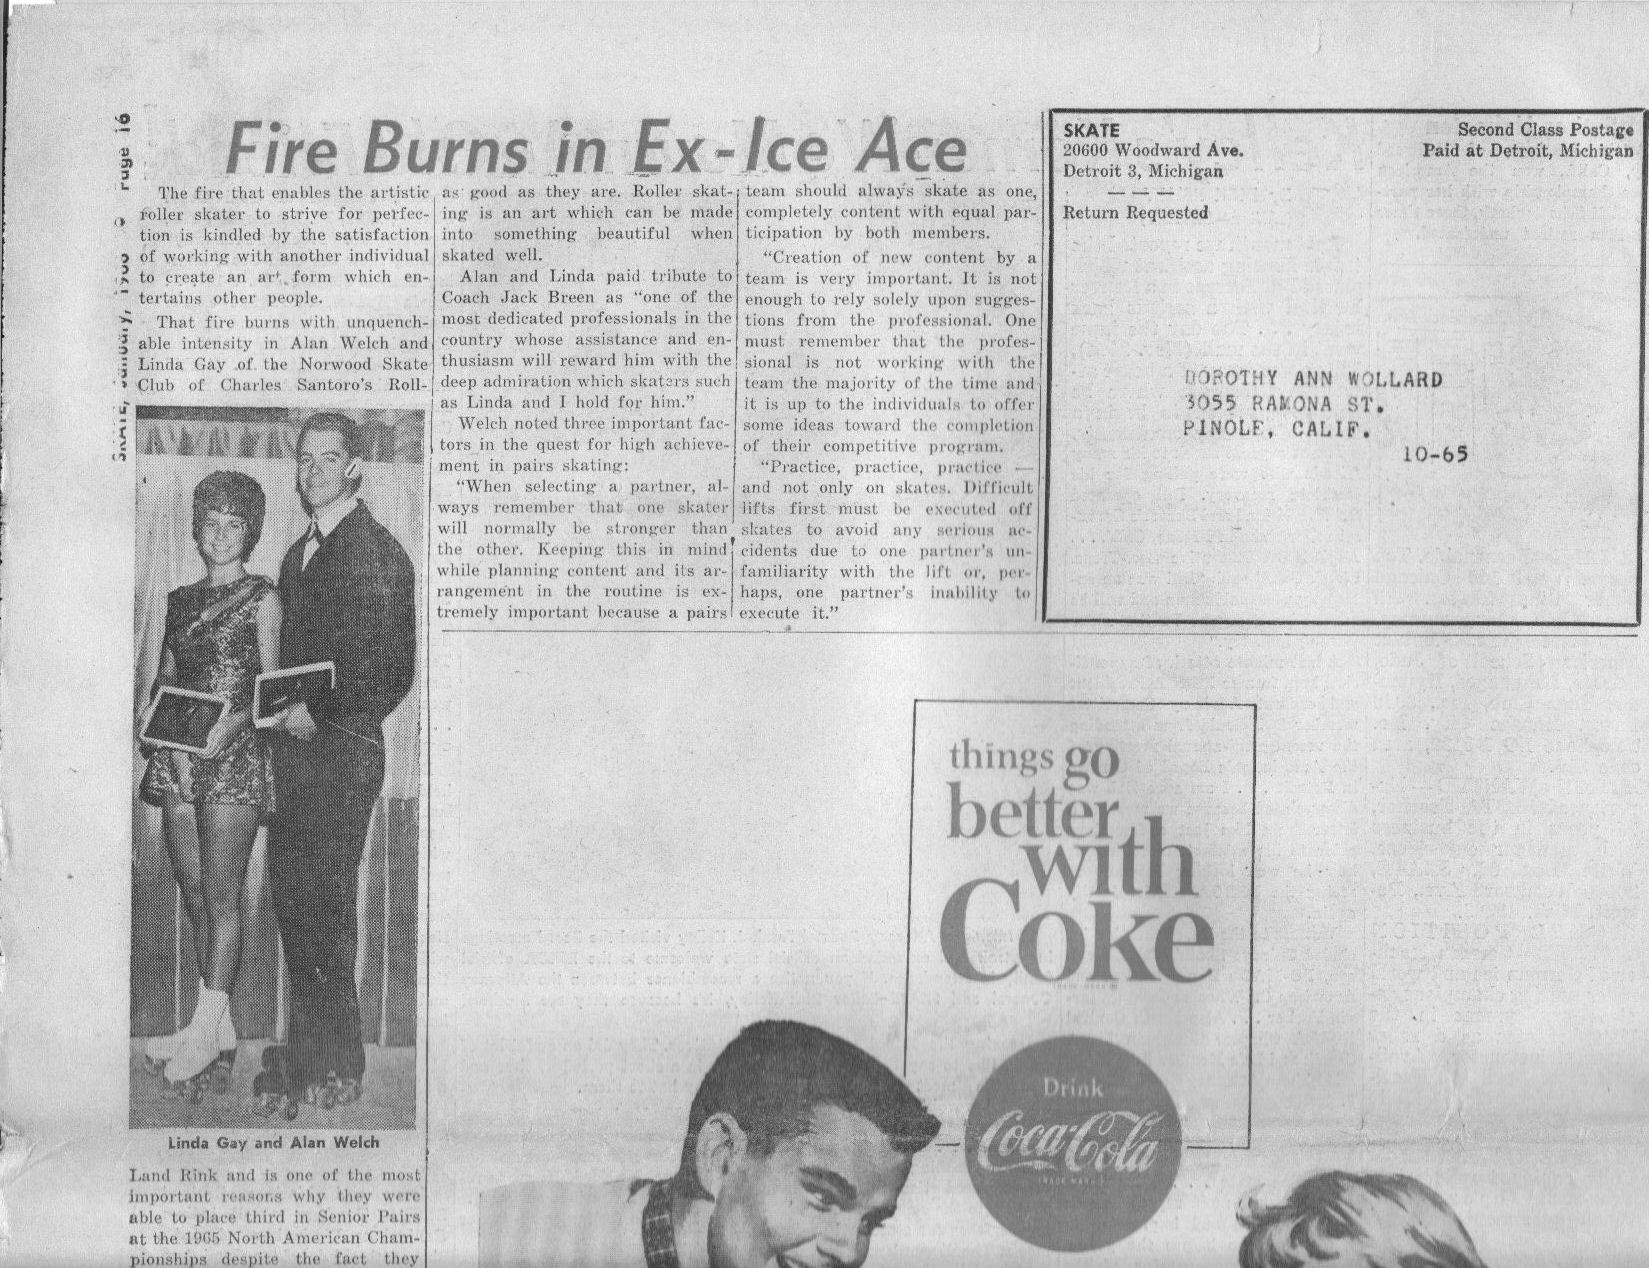 Fire Burns in Ex-Ice Ace
The fire that enables the artistic
roller skater to strive for perfec-
tion is kindled by the satisfaction
of working with another individual
to create an art form which en-
tertains other people.
That fire burns with unquench-
able intensity in Alan Welch and
Linda Gay of the Norwood Skate
Club of Charles Santoro's Roll-
Linda Gay and Alan Welch
Land Rink and is one of the most
important reasons why they were
able to place third in Senior Pairs
at the 1965 North American Cham-
pionships despite the fact they
as good as they are. Roller skat-
ing is an art which can be made
into something beautiful when
skated well.
Alan and Linda paid tribute to
Coach Jack Breen as "one of the
most dedicated professionals in the
country whose assistance and en-
thusiasm will reward him with the
deep admiration which skaters such
as Linda and I hold for him."
Welch noted three important fac-
tors in the quest for high achieve-
ment in pairs skating:
"When selecting a partner, al-
ways remember that one skater
will normally be stronger than
the other. Keeping this in mind
while planning content and its ar-
rangement in the routine is ex-
tremely important because a pairs
team should always skate as one,
completely content with equal par-
ticipation by both members.
"Creation of new content by a
team is very important. It is not
enough to rely solely upon sugges-
tions from the professional. One
must remember that the profes-
sional is not working with the
team the majority of the time and
it is up to the individuals to offer
some ideas toward the completion
of their competitive program.
"Practice, practice, practice —
and not only on skates. Difficult
lifts first must be executed off
skates to avoid any serious ac-
cidents due to one partner's un-
familiarity with the lift or, per-
haps, one partner's inability to
execute it."
SKATE
20600 Woodward Ave.
Detroit 3, Michigan
Return Requested
Second Class Postage
Paid at Detroit, Michigan
DOROTHY ANN WOLLARD
3055 RAMONA ST.
PINOLE, CALIF.
10-65
things go
better
with
Coke
Drink
Coca-Cola
TRADE MARK